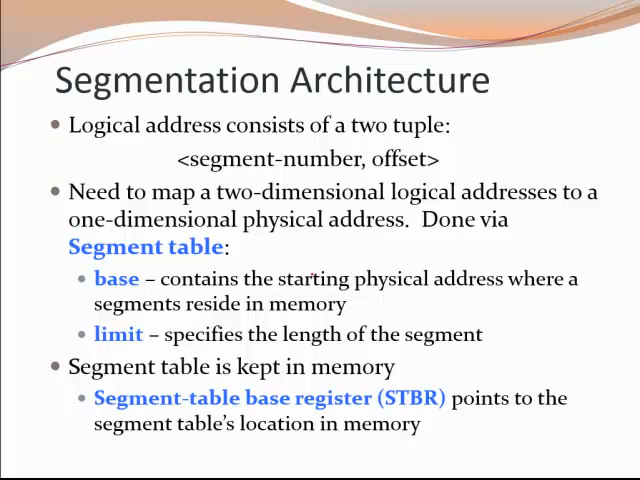 Segmentation Architecture
• Logical address consists of a two tuple:
<segment-number, offset>
• Need to map a two-dimensional logical addresses to a
one-dimensional physical address.  Done via
Segment table:
• base – contains the starting physical address where a
segments reside in memory
• limit – specifies the length of the segment
• Segment table is kept in memory
• Segment-table base register (STBR) points to the
segment table's location in memory